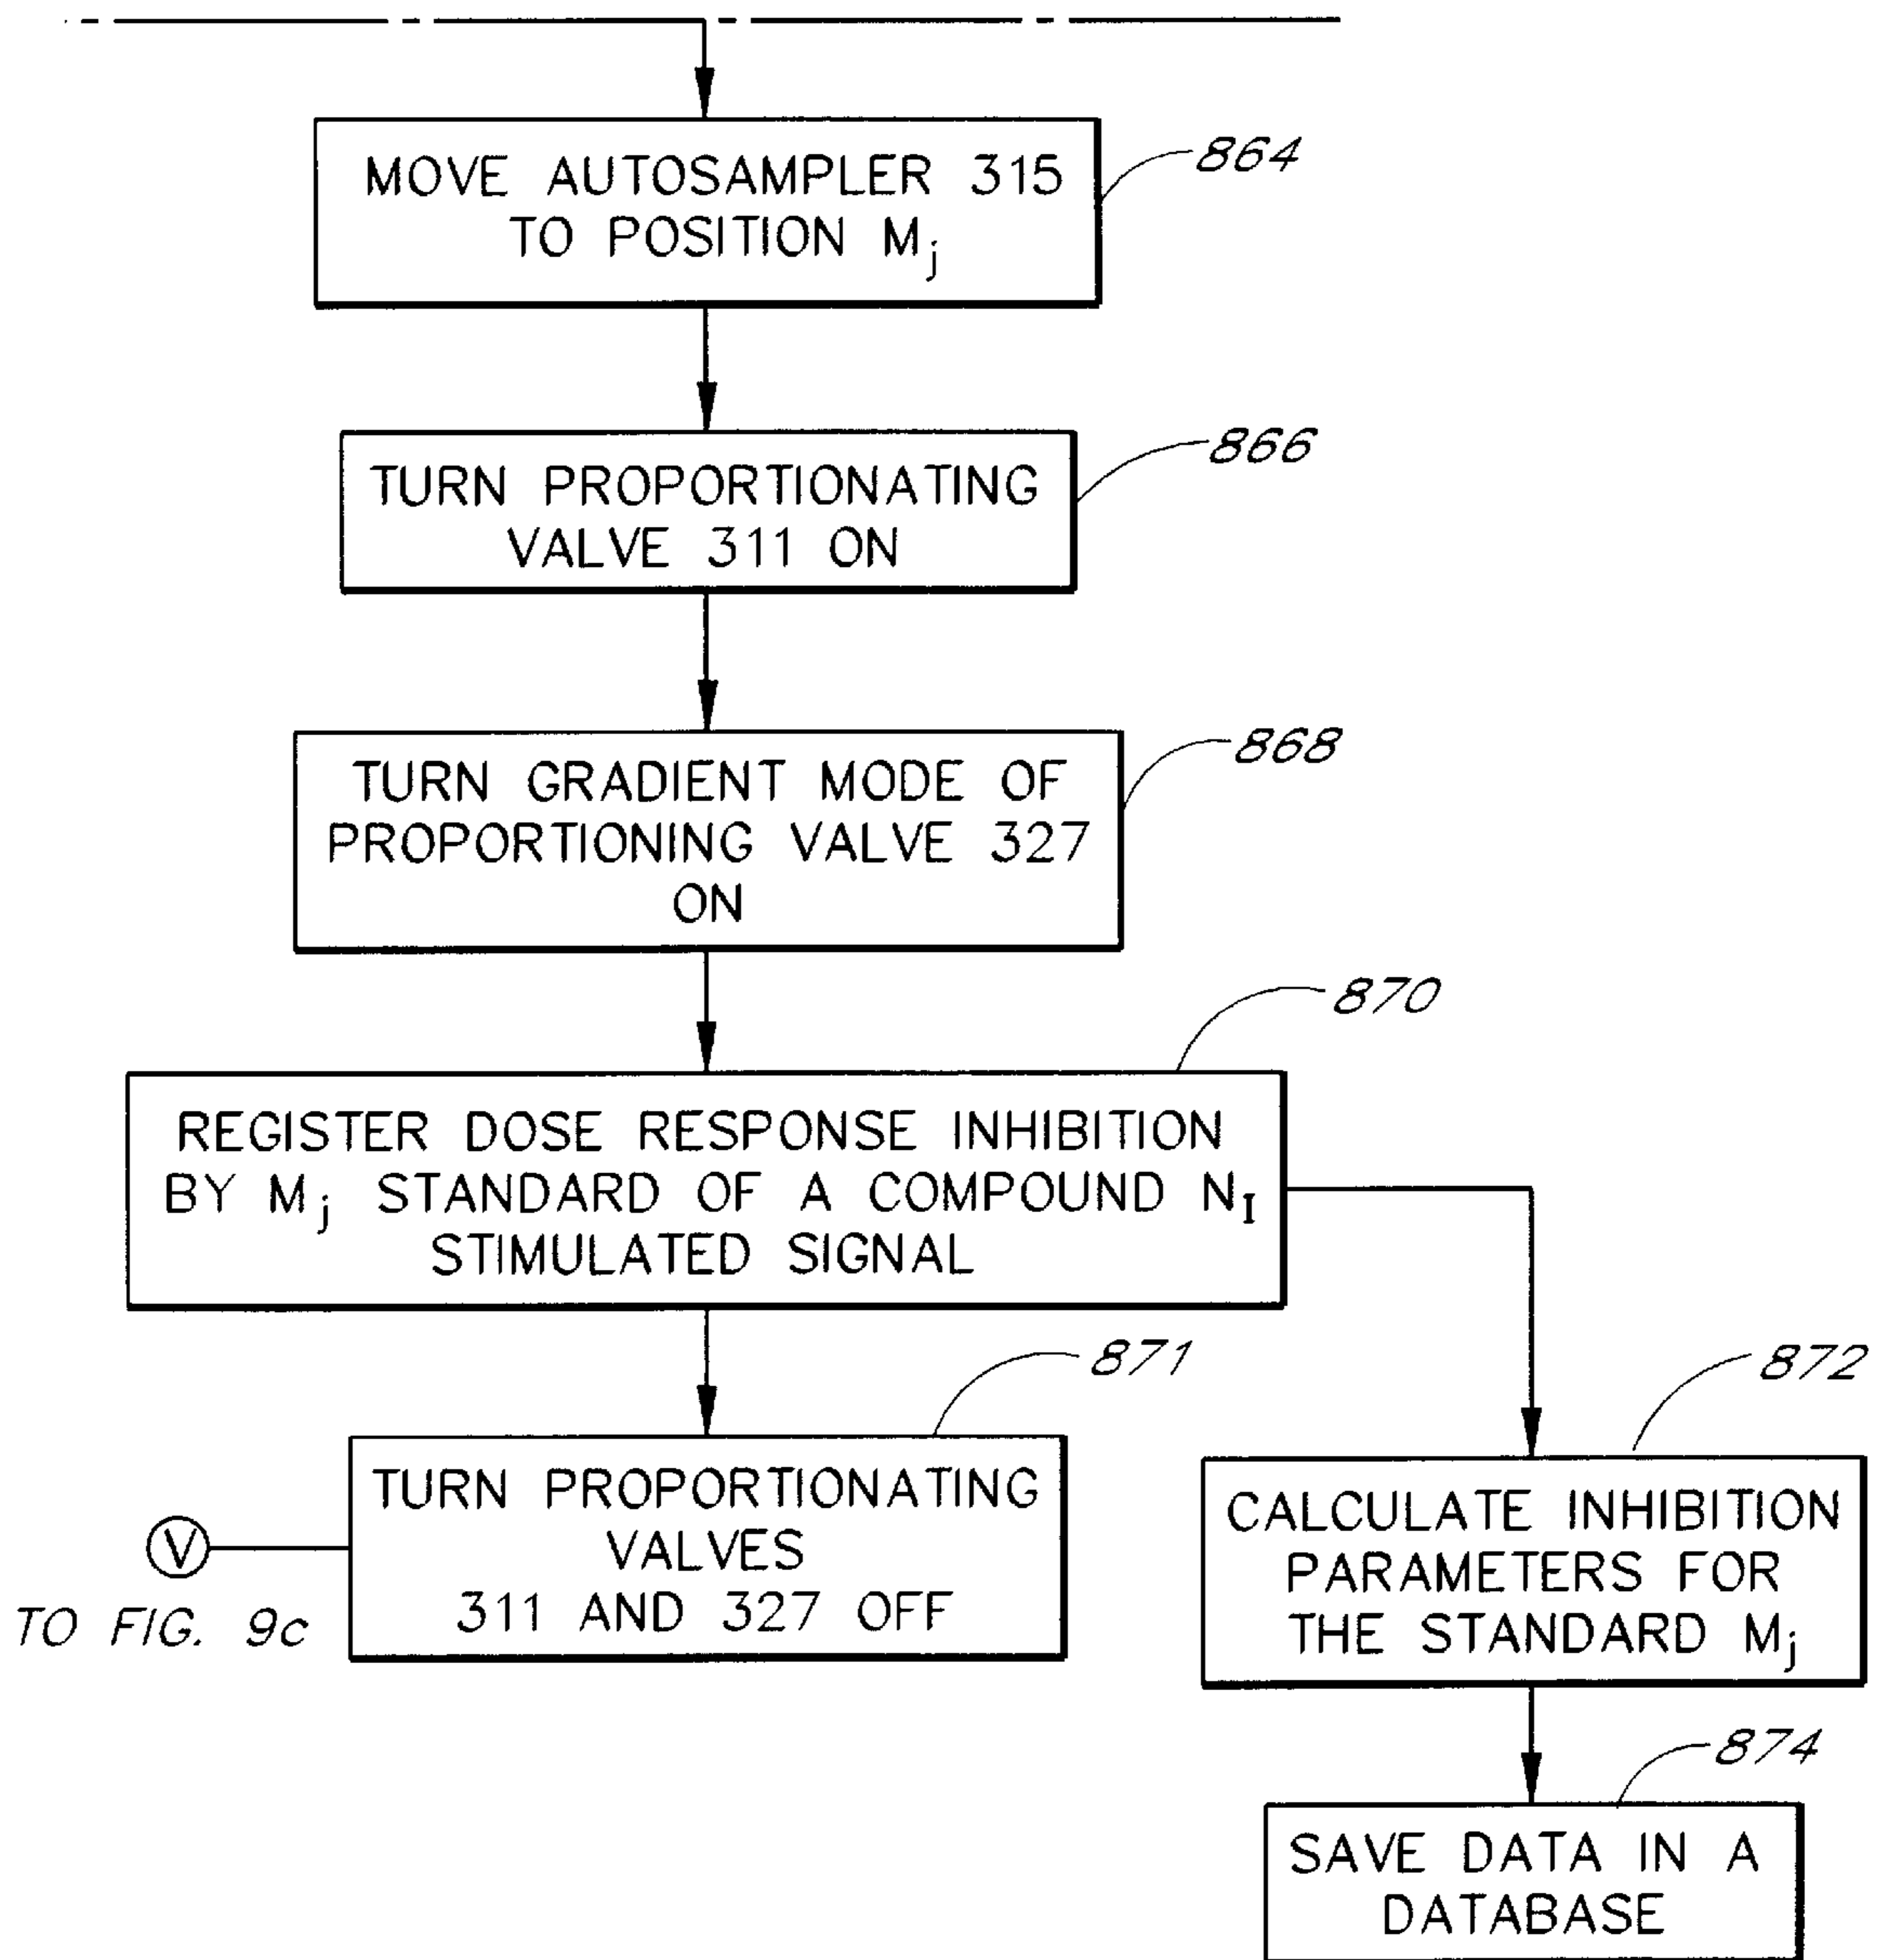 MOVE AUTOSAMPLER 315
TO POSITION Mj
864
TURN PROPORTIONATING
VALVE 311 ON
866
TURN GRADIENT MODE OF
PROPORTIONING VALVE 327
ON
868
REGISTER DOSE RESPONSE INHIBITION
BY Mj STANDARD OF A COMPOUND NI
STIMULATED SIGNAL
870
TURN PROPORTIONATING
VALVES
311 AND 327 OFF
871
V
TO FIG. 9c
CALCULATE INHIBITION
PARAMETERS FOR
THE STANDARD Mj
872
SAVE DATA IN A
DATABASE
874